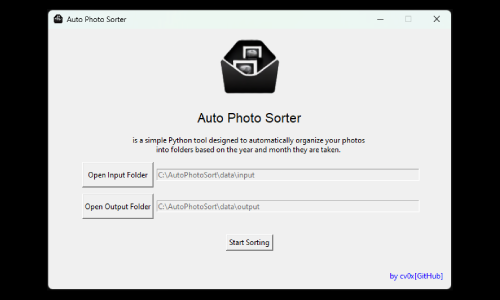 Auto Photo Sorter
Auto Photo Sorter
is a simple Python tool designed to automatically organize your photos
into folders based on the year and month they are taken.
Open Input Folder C:\AutoPhotoSort\data\input
Open Output Folder C:\AutoPhotoSort\data\output
Start Sorting
by cv0x[GitHub]